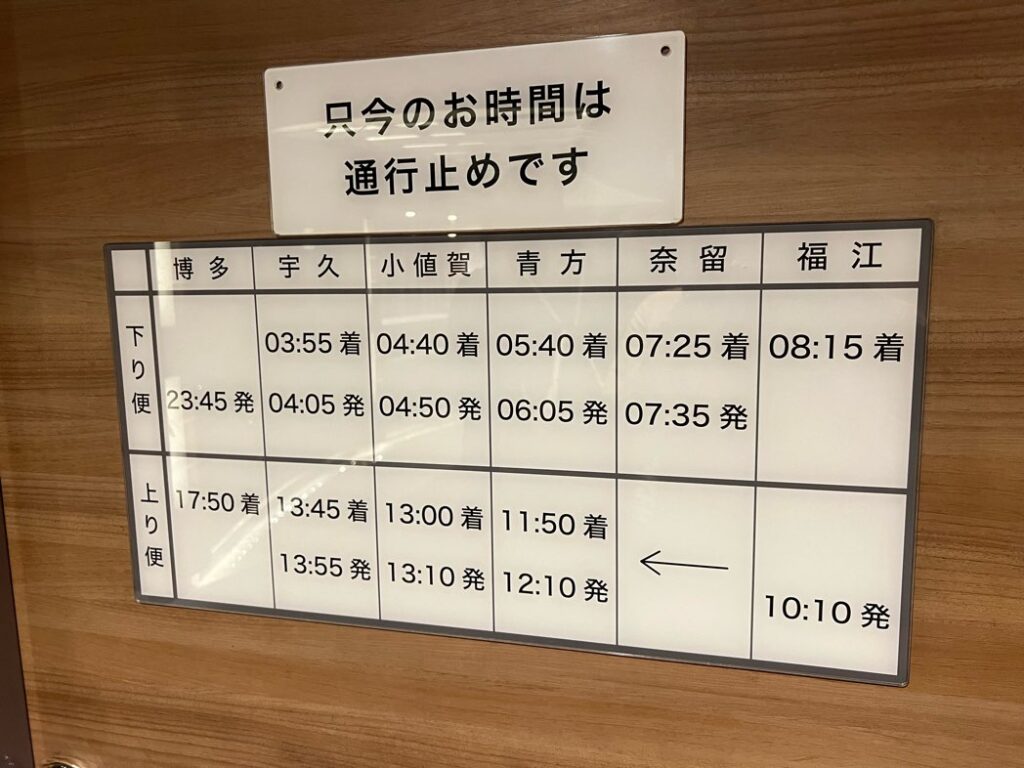 只今のお時間は
通行止めです
博多 宇久 小値賀 青方 奈留 福江
下り便
03:55 着 04:40 着 05:40 着 07:25 着 08:15 着
23:45 発 04:05 発 04:50 発 06:05 発 07:35 発
上り便
17:50 着 13:45 着 13:00 着 11:50 着 ←
13:55 発 13:10 発 12:10 発 10:10 発